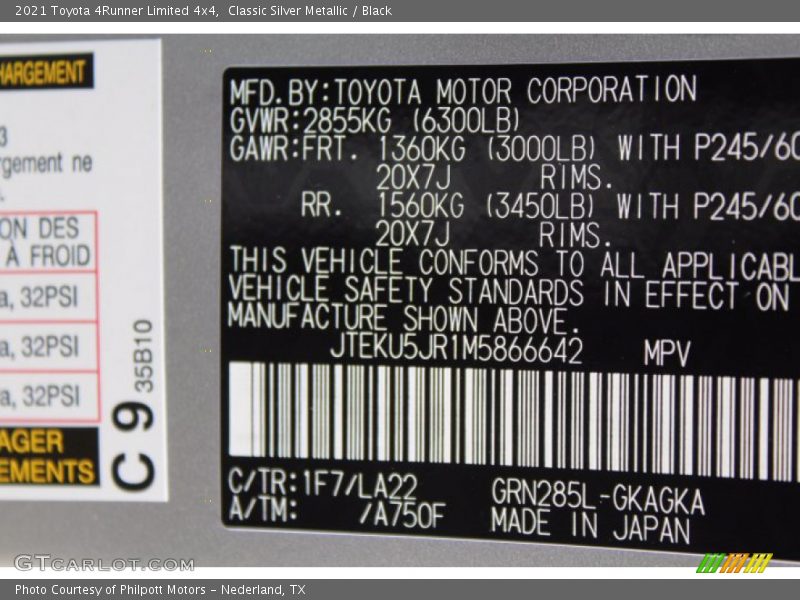 2021 Toyota 4Runner Limited 4x4, Classic Silver Metallic / Black
HARGEMENT
3
rgement ne
ON DES
À FROID
a, 32PSI
a, 32PSI
a, 32PSI
AGER
EMENTS
C 9 35B10
MFD.BY:TOYOTA MOTOR CORPORATION
GVWR:2855KG (6300LB)
GAWR:FRT. 1360KG (3000LB) WITH P245/60
20X7J RIMS.
RR. 1560KG (3450LB) WITH P245/60
20X7J RIMS.
THIS VEHICLE CONFORMS TO ALL APPLICABL
VEHICLE SAFETY STANDARDS IN EFFECT ON
MANUFACTURE SHOWN ABOVE.
JTEKU5JR1M5866642 MPV
C/TR:1F7/LA22 GRN285L-GKAGKA
A/TM: /A750F MADE IN JAPAN
GTCARLOT.COM
Photo Courtesy of Philpott Motors - Nederland, TX